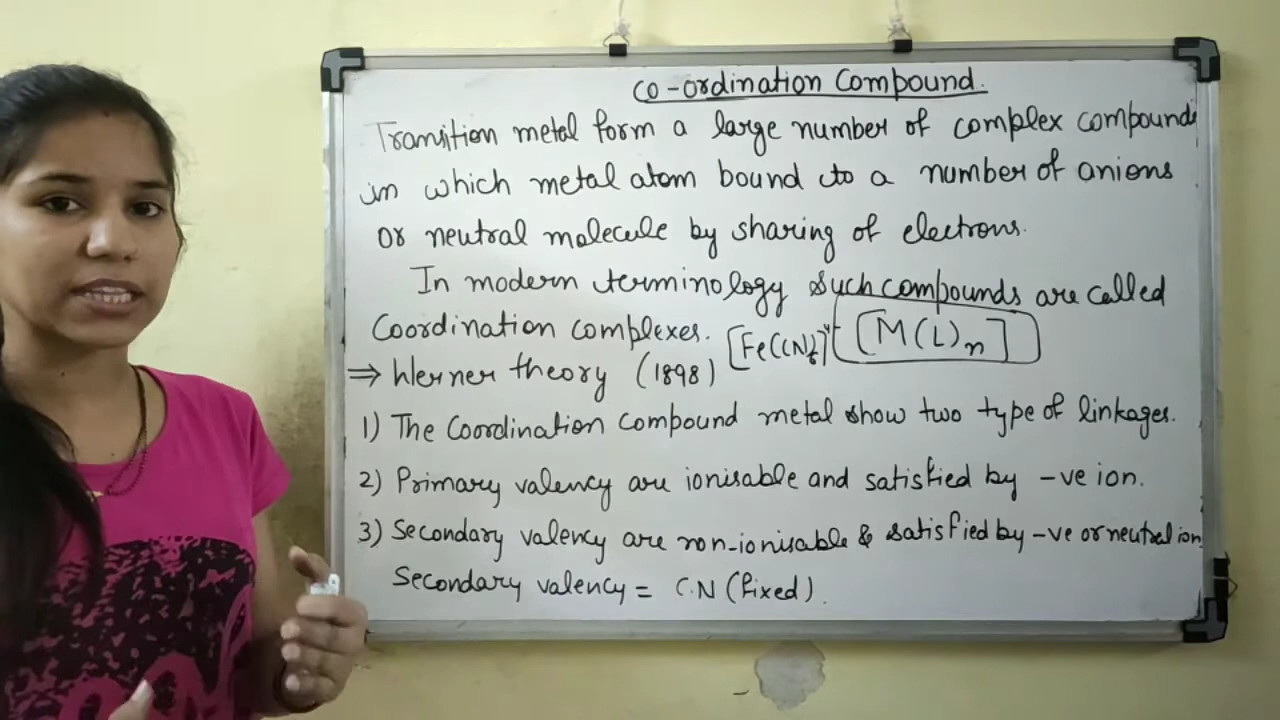 Co-ordination Compound.
Transition metal form a large number of complex compounds
in which metal atom bound to a number of anions
or neutral molecule by sharing of electrons.
In modern terminology such compounds are called
Coordination complexes. [Fe(CN)6]4- [M(L)n]
⇒ Werner theory (1898)
1) The Coordination compound metal show two type of linkages.
2) Primary valency are ionisable and satisfied by -ve ion.
3) Secondary valency are non-ionisable & satisfied by -ve or neutral ion
Secondary valency = C.N (fixed).